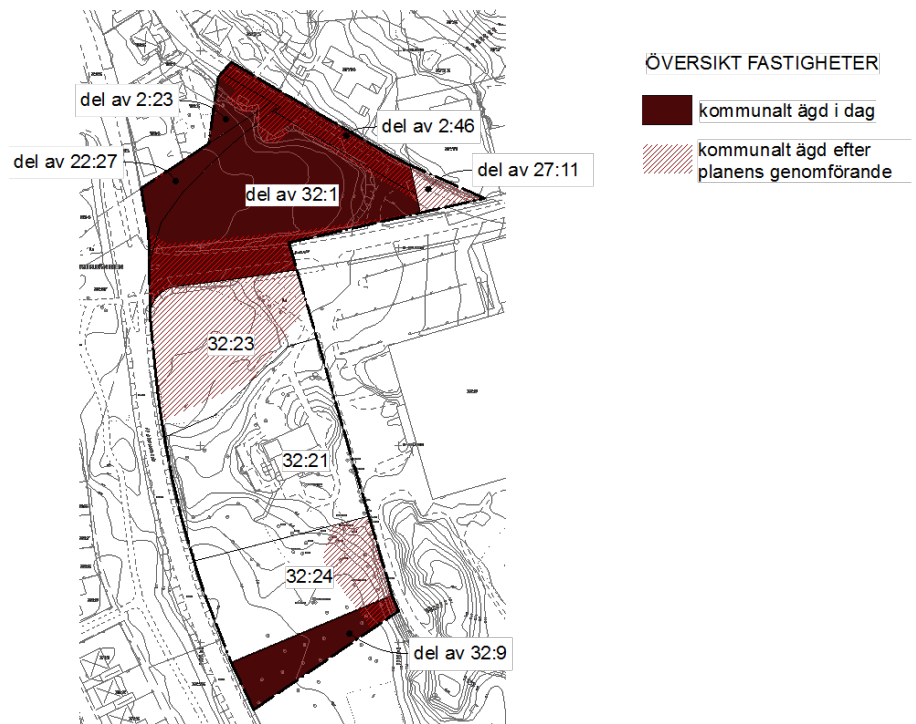 ÖVERSIKT FASTIGHETER
kommunalt ägd i dag
kommunalt ägd efter
planens genomförande
del av 2:23
del av 2:46
del av 22:27
del av 27:11
del av 32:1
32:23
32:21
32:24
del av 32:9